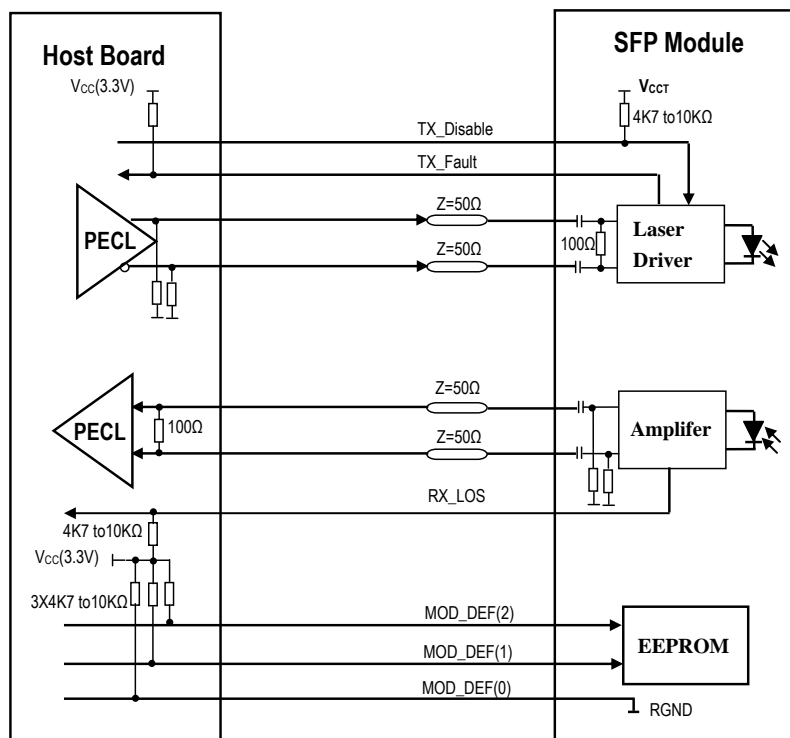 Host Board
SFP Module
VCC(3.3V)
VCCT
4K7 to10KΩ
TX_Disable
TX_Fault
Z=50Ω
PECL
Z=50Ω
100Ω
Laser
Driver
Z=50Ω
PECL
100Ω
Z=50Ω
Amplifer
RX_LOS
4K7 to10KΩ
VCC(3.3V)
3X4K7 to10KΩ
MOD_DEF(2)
MOD_DEF(1)
EEPROM
MOD_DEF(0)
RGND